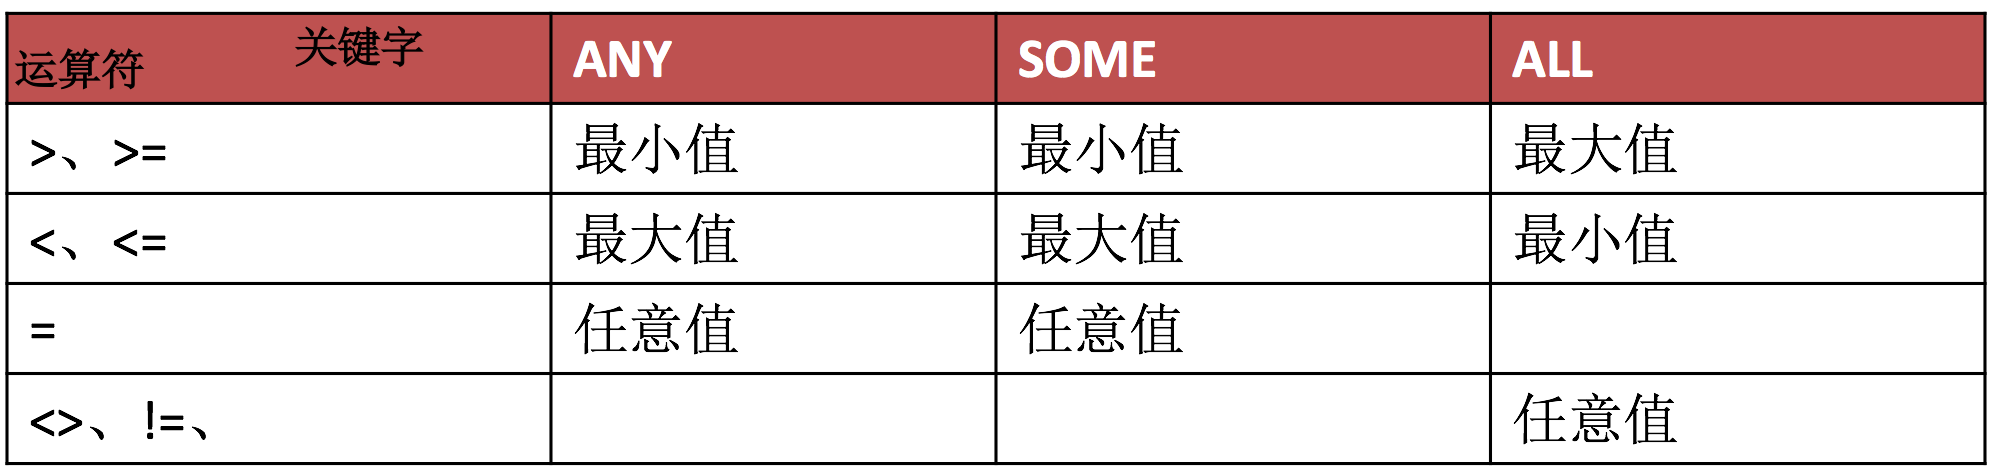 运算符 关键字 ANY SOME ALL
>、>= 最小值 最小值 最大值
<、<= 最大值 最大值 最小值
= 任意值 任意值
<>、!=、 任意值